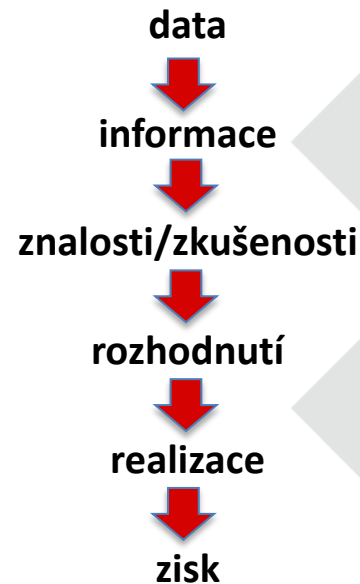 data
informace
znalosti/zkušenosti
rozhodnutí
realizace
zisk